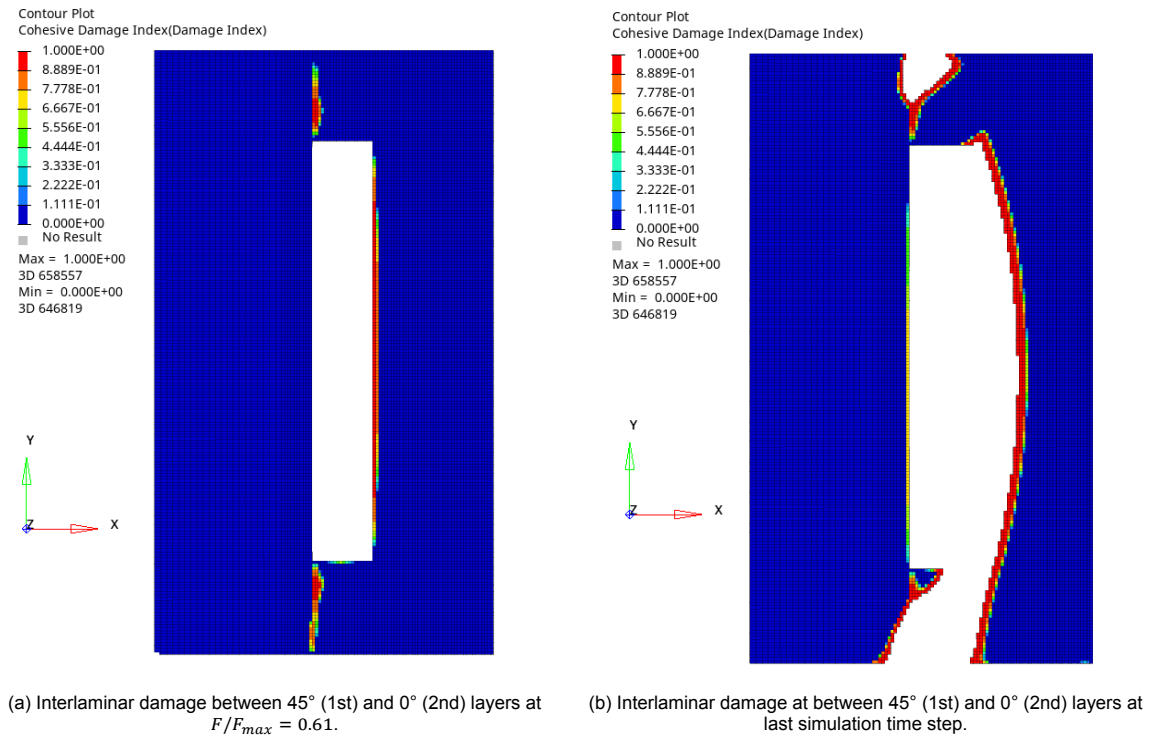 Contour Plot
Cohesive Damage Index(Damage Index)
1.000E+00
8.889E-01
7.778E-01
6.667E-01
5.556E-01
4.444E-01
3.333E-01
2.222E-01
1.111E-01
0.000E+00
No Result
Max = 1.000E+00
3D 658557
Min = 0.000E+00
3D 646819
Y
Z
X
(a) Interlaminar damage between 45° (1st) and 0° (2nd) layers at
F/Fmax = 0.61.
Contour Plot
Cohesive Damage Index(Damage Index)
1.000E+00
8.889E-01
7.778E-01
6.667E-01
5.556E-01
4.444E-01
3.333E-01
2.222E-01
1.111E-01
0.000E+00
No Result
Max = 1.000E+00
3D 658557
Min = 0.000E+00
3D 646819
Y
Z
X
(b) Interlaminar damage at between 45° (1st) and 0° (2nd) layers at
last simulation time step.